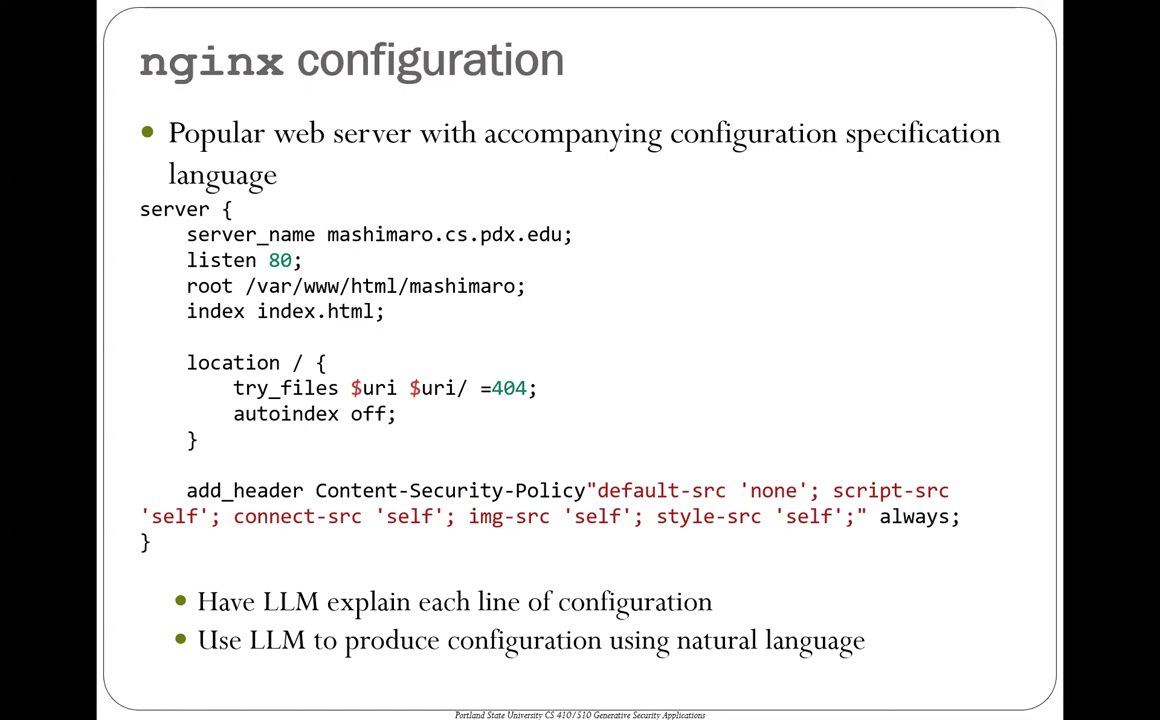 nginx configuration
• Popular web server with accompanying configuration specification
language
server {
    server_name mashimaro.cs.pdx.edu;
    listen 80;
    root /var/www/html/mashimaro;
    index index.html;

    location / {
        try_files $uri $uri/ =404;
        autoindex off;
    }

    add_header Content-Security-Policy"default-src 'none'; script-src
'self'; connect-src 'self'; img-src 'self'; style-src 'self';" always;
}
• Have LLM explain each line of configuration
• Use LLM to produce configuration using natural language
Portland State University CS 410/510 Generative Security Applications